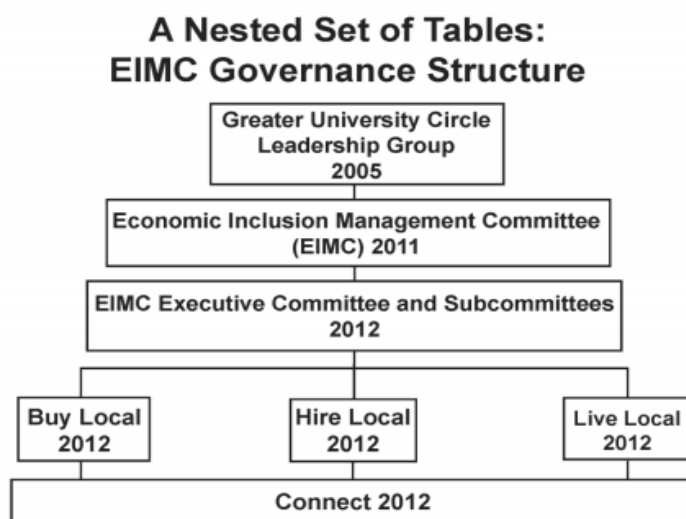 A Nested Set of Tables:
EIMC Governance Structure
Greater University Circle
Leadership Group
2005
Economic Inclusion Management Committee
(EIMC) 2011
EIMC Executive Committee and Subcommittees
2012
Buy Local
2012
Hire Local
2012
Live Local
2012
Connect 2012